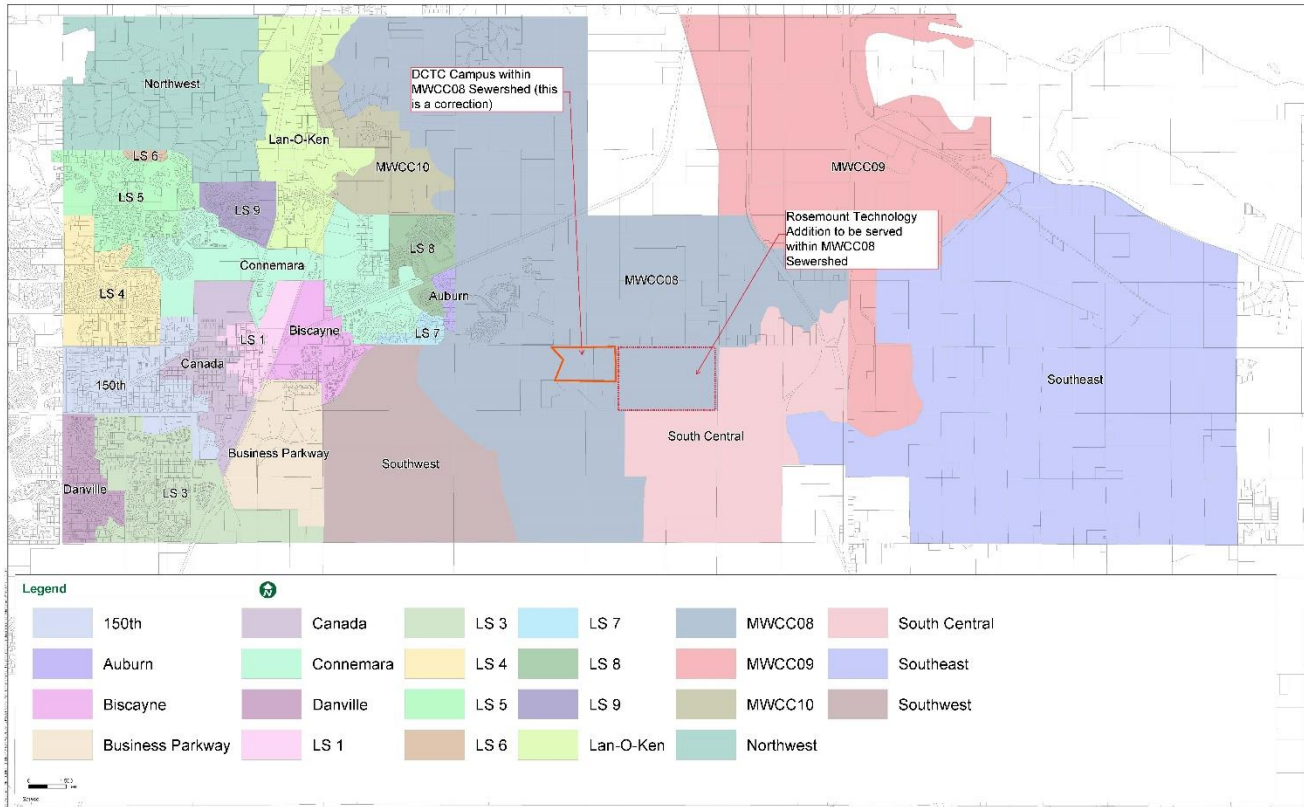 DCTC Campus within
MWCC08 Sewershed (this
is a correction)
Northwest
Lan-O-Ken
LS 6
MWCC10
MWCC09
LS 5
LS 9
Rosemount Technology
Addition to be served
within MWCC08
Sewershed
LS 8
Connemara
MWCC08
LS 4
Auburn
Biscayne
LS 7
LS 1
Canada
150th
Southeast
South Central
Business Parkway
Southwest
Danville
LS 3
Legend
N
150th
Canada
LS 3
LS 7
MWCC08
South Central
Auburn
Connemara
LS 4
LS 8
MWCC09
Southeast
Biscayne
Danville
LS 5
LS 9
MWCC10
Southwest
Business Parkway
LS 1
LS 6
Lan-O-Ken
Northwest